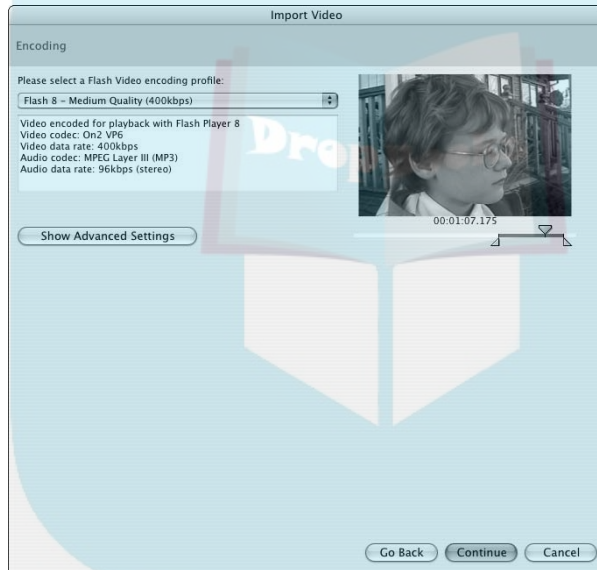 Import Video
Encoding
Please select a Flash Video encoding profile:
Flash 8 – Medium Quality (400kbps)
Video encoded for playback with Flash Player 8
Video codec: On2 VP6
Video data rate: 400kbps
Audio codec: MPEG Layer III (MP3)
Audio data rate: 96kbps (stereo)
00:01:07.175
Show Advanced Settings
Go Back
Continue
Cancel